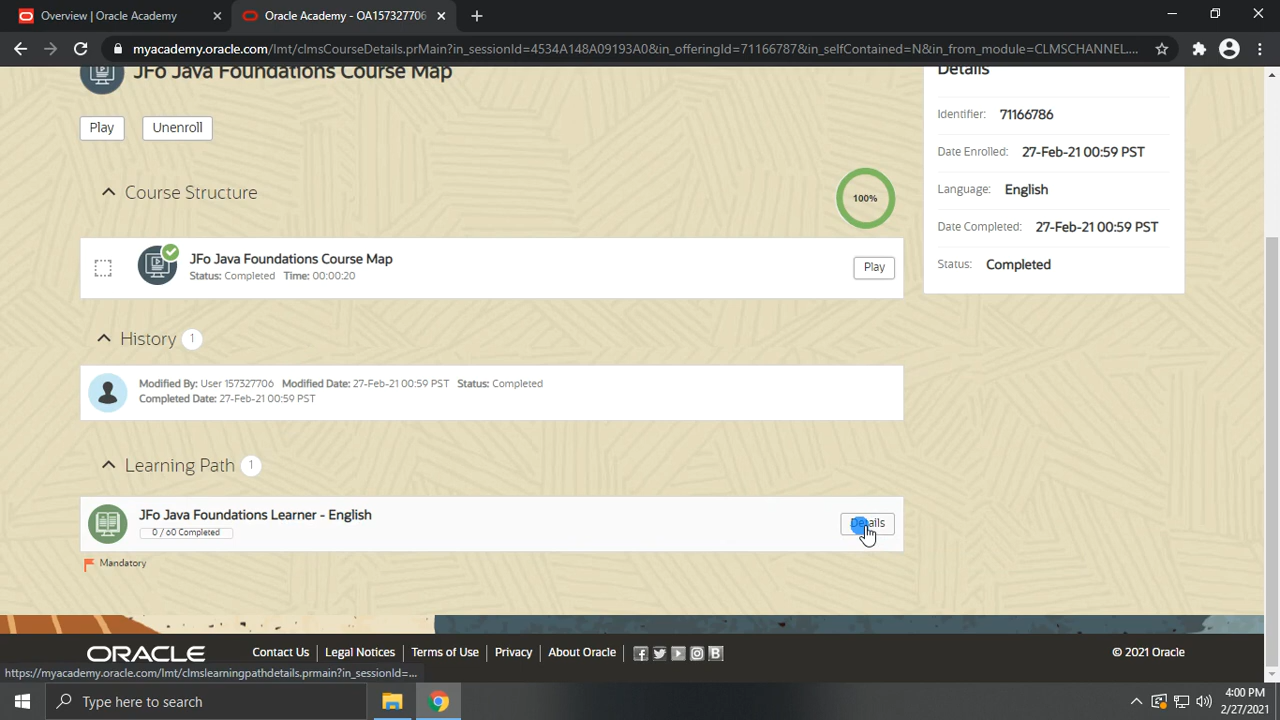 Overview | Oracle Academy
Oracle Academy - OA157327706
myacademy.oracle.com/lmt/clmsCourseDetails.prMain?in_sessionId=4534A148A09193A0&in_offeringId=71166787&in_selfContained=N&in_from_module=CLMSCHANNEL...
JFo Java Foundations Course Map
Details
Play
Unenroll
Identifier: 71166786
Date Enrolled: 27-Feb-21 00:59 PST
Language: English
Date Completed: 27-Feb-21 00:59 PST
Status: Completed
Course Structure
100%
JFo Java Foundations Course Map
Status: Completed Time: 00:00:20
Play
History 1
Modified By: User 157327706 Modified Date: 27-Feb-21 00:59 PST Status: Completed
Completed Date: 27-Feb-21 00:59 PST
Learning Path 1
JFo Java Foundations Learner - English
0 / 60 Completed
Details
Mandatory
ORACLE
Contact Us | Legal Notices | Terms of Use | Privacy | About Oracle
© 2021 Oracle
https://myacademy.oracle.com/lmt/clmslearningpathdetails.prmain?in_sessionId=...
Type here to search
4:00 PM
2/27/2021